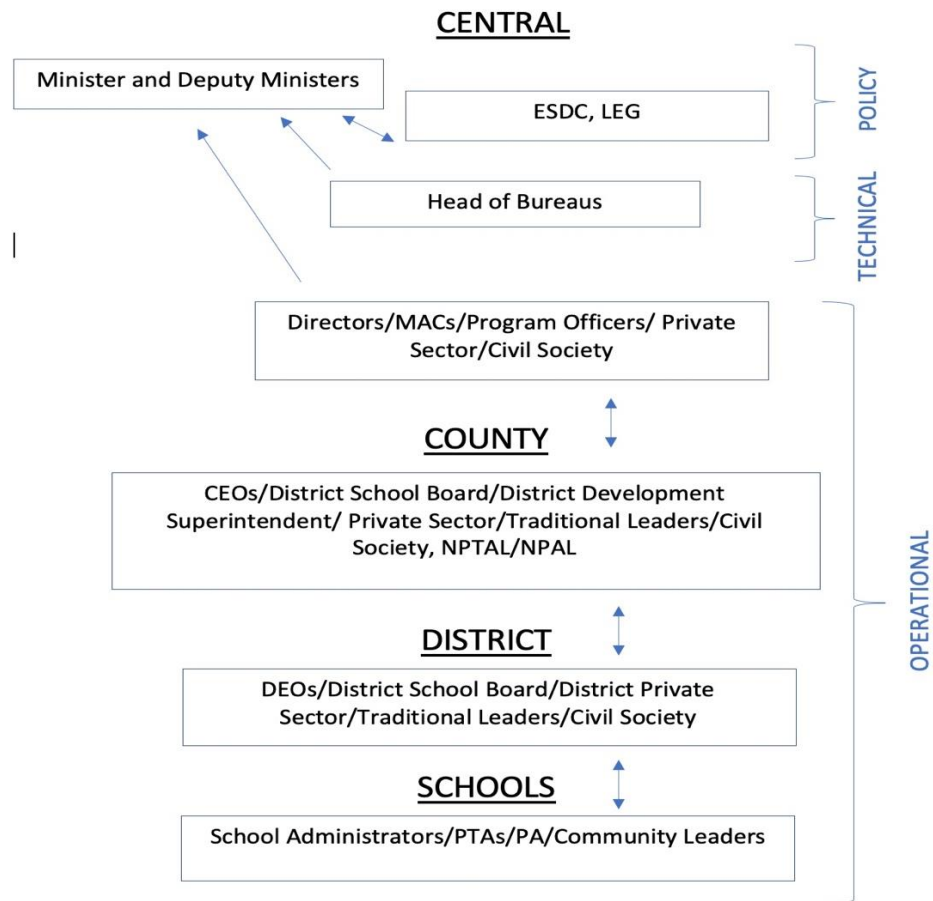 CENTRAL
Minister and Deputy Ministers
ESDC, LEG
POLICY
Head of Bureaus
TECHNICAL
Directors/MACs/Program Officers/ Private
Sector/Civil Society
COUNTY
CEOs/District School Board/District Development
Superintendent/ Private Sector/Traditional Leaders/Civil
Society, NPTAL/NPAL
OPERATIONAL
DISTRICT
DEOs/District School Board/District Private
Sector/Traditional Leaders/Civil Society
SCHOOLS
School Administrators/PTAs/PA/Community Leaders